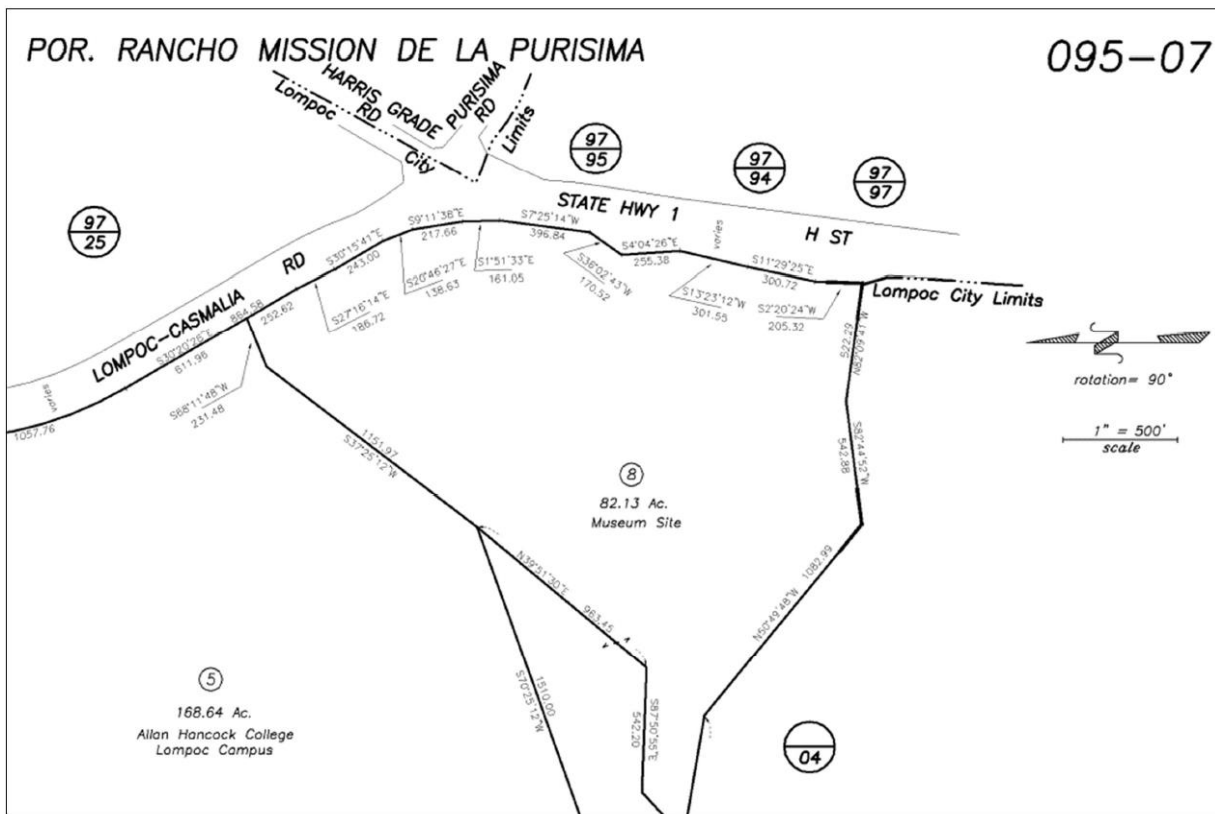 POR. RANCHO MISSION DE LA PURISIMA
095-07
HARRIS GRADE RD
PURISIMA RD
Lompoc City Limits
97
95
97
94
97
97
97
25
STATE HWY 1
H ST
varies
LOMPOC-CASMALIA RD
varies
1057.76
S30°20'26"E
611.96
864.58
252.62
S30°15'41"E
243.00
S9°11'38"E
217.66
S7°25'14"W
396.84
S4°04'26"E
255.38
S11°29'25"E
300.72
S27°16'14"E
186.72
S20°46'27"E
138.63
S1°51'33"E
161.05
S36°02'43"W
170.52
S13°23'12"W
301.55
S2°20'24"W
205.32
Lompoc City Limits
522.29
N82°09'41"W
S82°44'52"W
542.88
rotation= 90°
1" = 500'
scale
S68°11'48"W
231.48
1151.97
S37°25'12"W
8
82.13 Ac.
Museum Site
N39°51'30"E
963.45
N50°49'48"W
1082.99
5
168.64 Ac.
Allan Hancock College
Lompoc Campus
1510.00
S70°25'12"W
S87°50'55"E
542.20
04